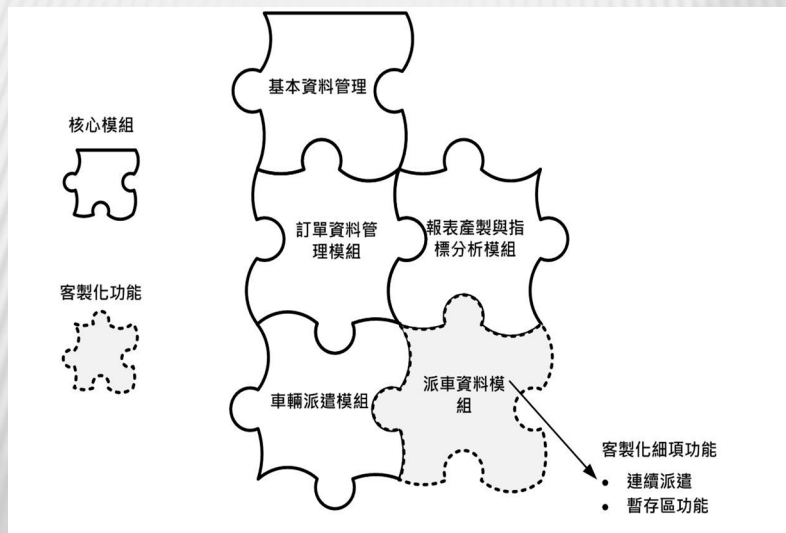 基本資料管理
核心模組
訂單資料管
理模組
報表產製與指
標分析模組
客製化功能
車輛派遣模組
派車資料模
組
客製化細項功能
• 連續派遣
• 暫存區功能